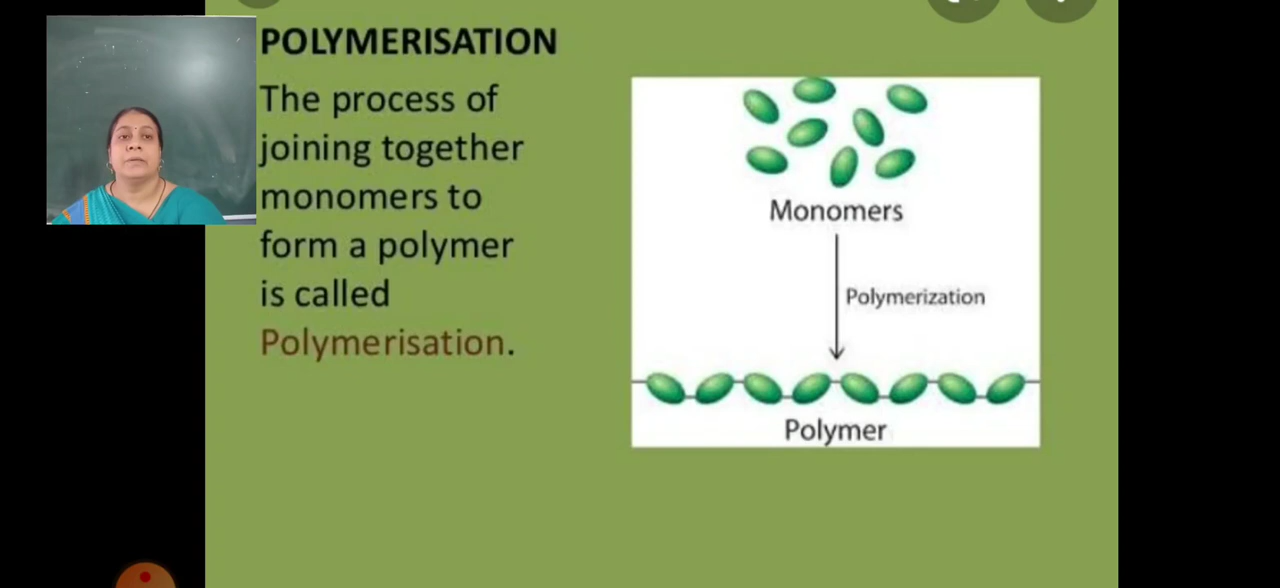 POLYMERISATION
The process of
joining together
monomers to
form a polymer
is called
Polymerisation.
Monomers
Polymerization
Polymer